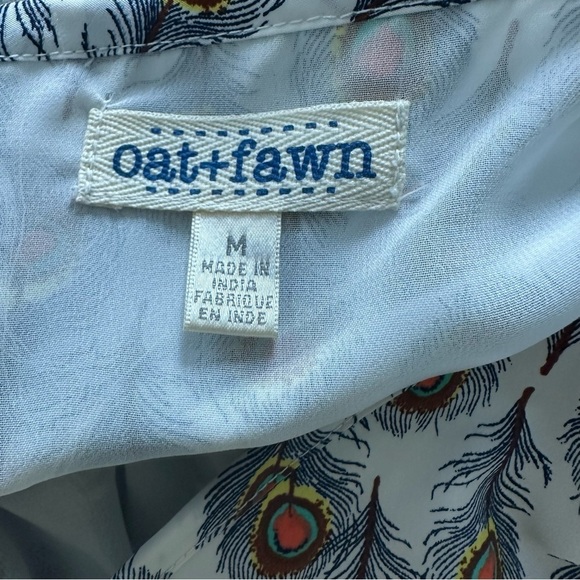 oat+fawn
M
MADE IN
INDIA
FABRIQUE
EN INDE